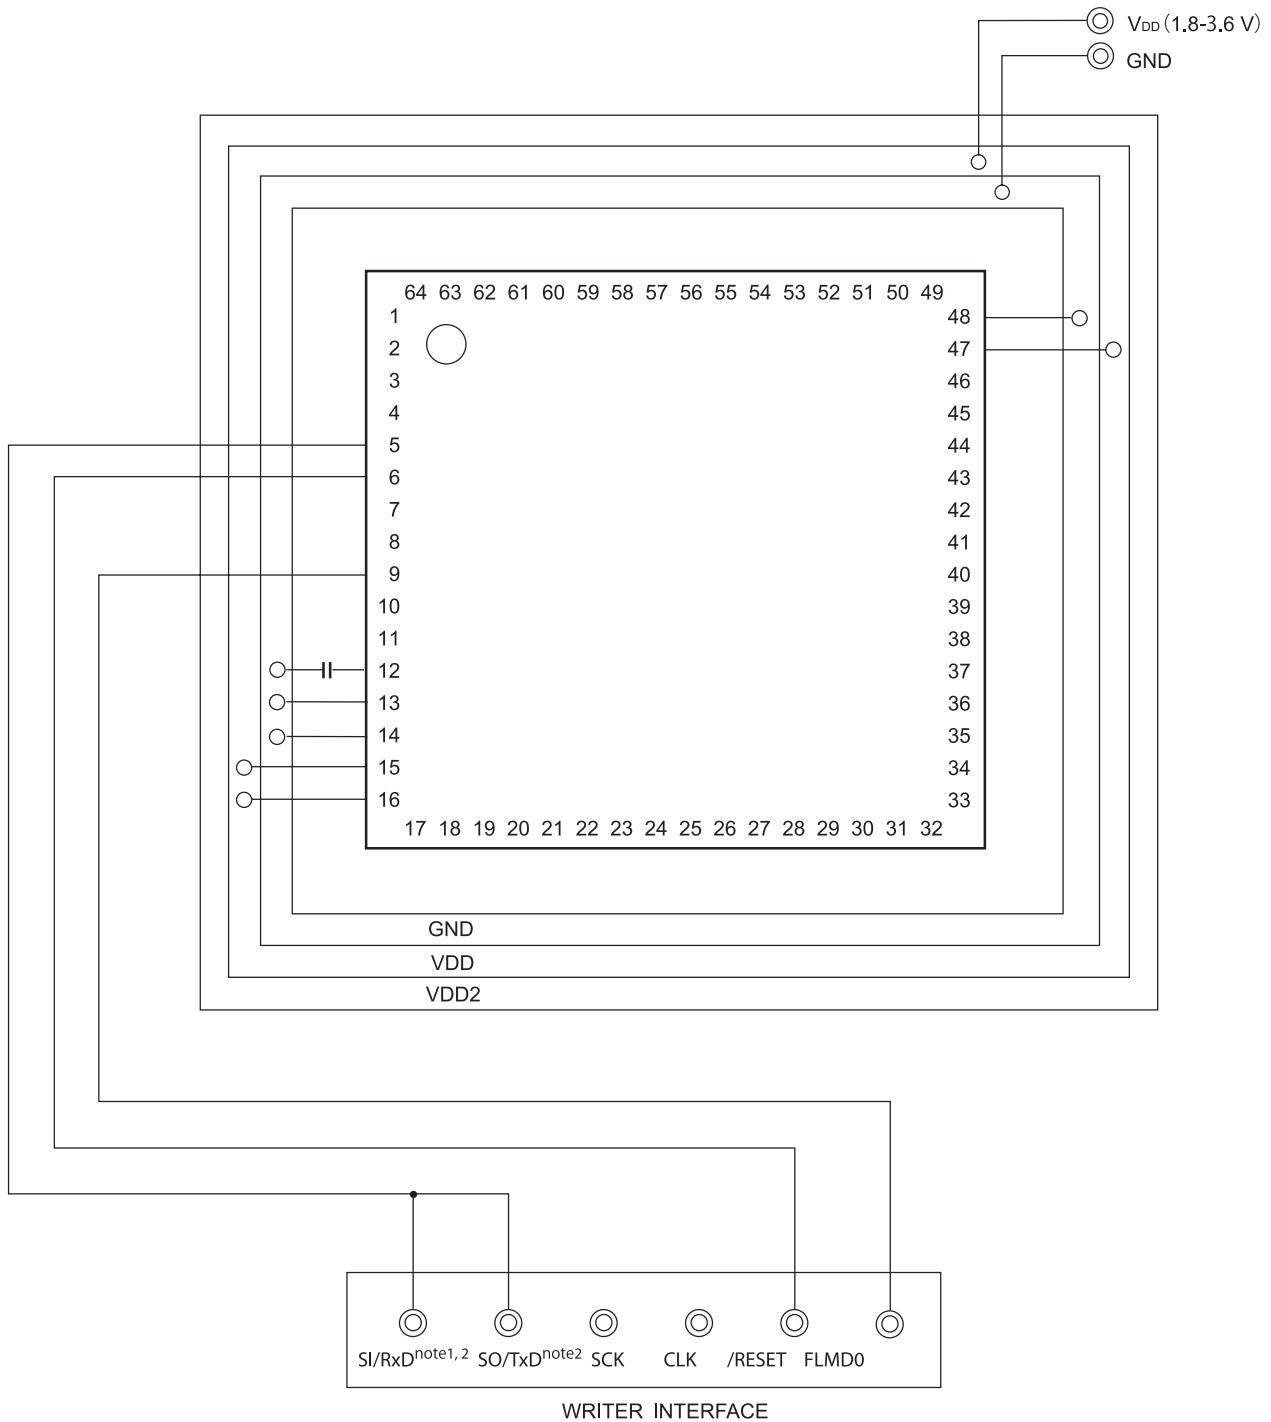 VDD (1.8-3.6 V)
GND
64 63 62 61 60 59 58 57 56 55 54 53 52 51 50 49
1 48
2 47
3 46
4 45
5 44
6 43
7 42
8 41
9 40
10 39
11 38
12 37
13 36
14 35
15 34
16 33
17 18 19 20 21 22 23 24 25 26 27 28 29 30 31 32
GND
VDD
VDD2
SI/RxDnote1, 2 SO/TxDnote2 SCK CLK /RESET FLMD0
WRITER INTERFACE